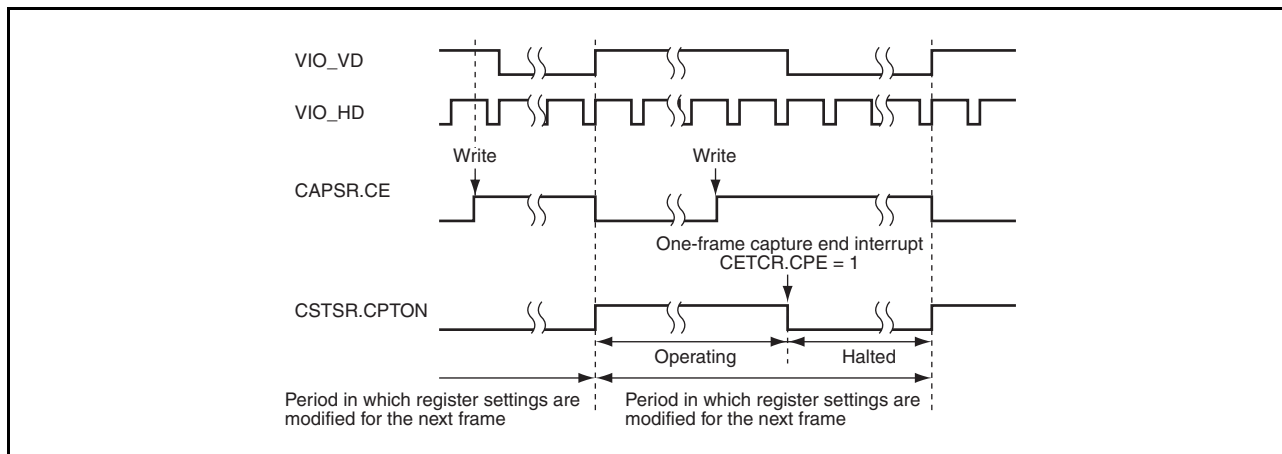 VIO_VD
VIO_HD
Write
Write
CAPSR.CE
One-frame capture end interrupt
CETCR.CPE = 1
CSTSR.CPTON
Operating
Halted
Period in which register settings are
modified for the next frame
Period in which register settings are
modified for the next frame